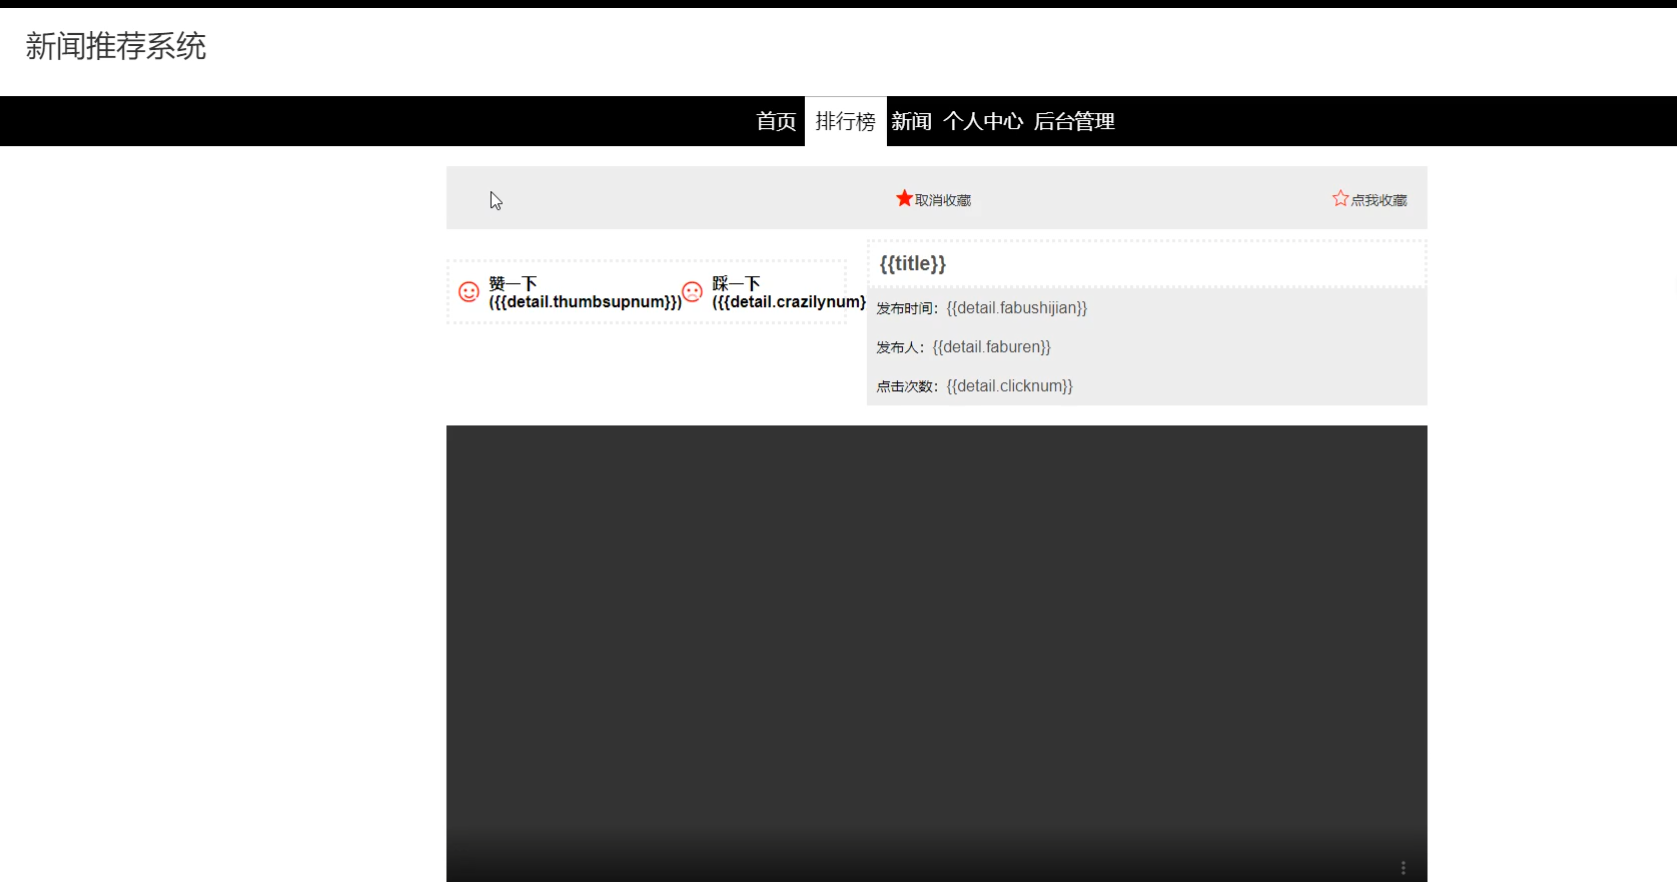 新闻推荐系统
首页 排行榜 新闻 个人中心 后台管理
取消收藏 点我收藏
赞一下
({{detail.thumbsupnum}})
踩一下
({{detail.crazilynum}
{{title}}
发布时间：{{detail.fabushijian}}
发布人：{{detail.faburen}}
点击次数：{{detail.clicknum}}